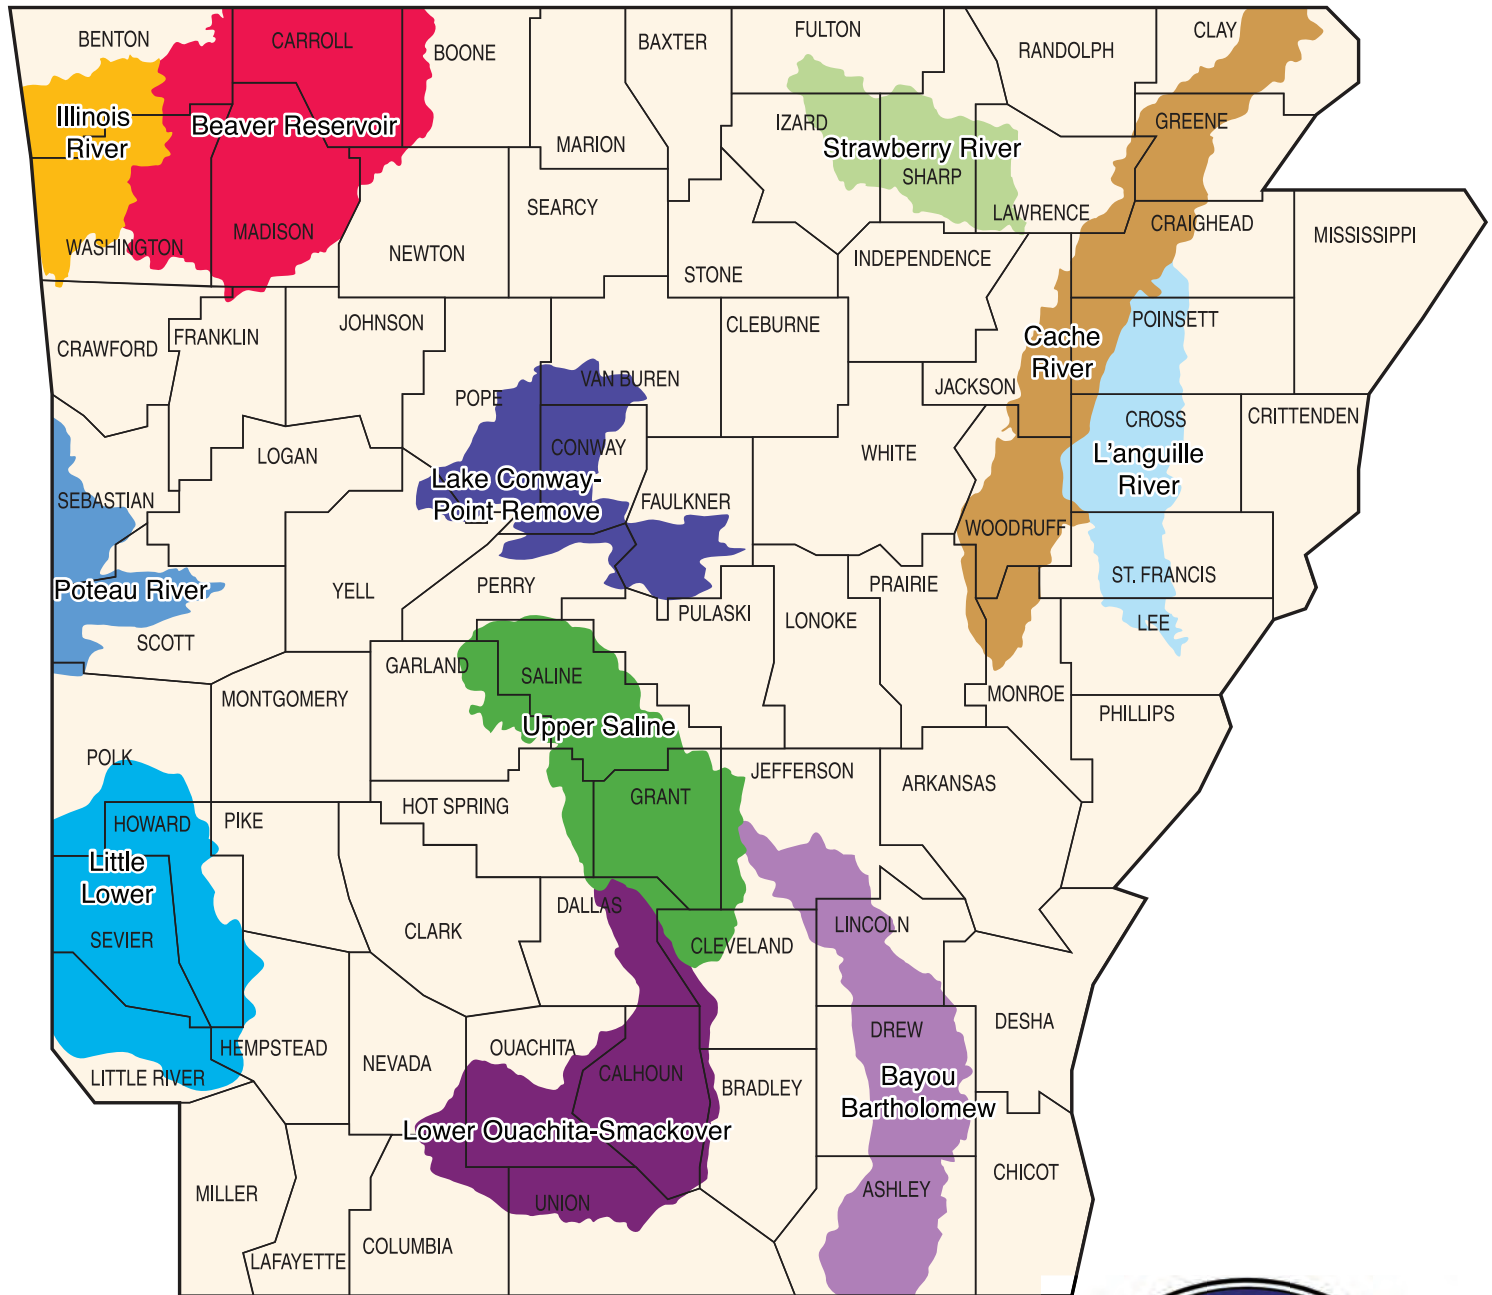 BENTON
CARROLL
BOONE
BAXTER
FULTON
RANDOLPH
CLAY
Illinois
River
Beaver Reservoir
MARION
IZARD
Strawberry River
SHARP
GREENE
LAWRENCE
CRAIGHEAD
MISSISSIPPI
WASHINGTON
MADISON
NEWTON
SEARCY
STONE
INDEPENDENCE
CRAWFORD
FRANKLIN
JOHNSON
CLEBURNE
POINSETT
Cache
River
POPE
VAN BUREN
JACKSON
CROSS
CRITTENDEN
LOGAN
CONWAY
WHITE
L'anguille
River
Lake Conway-
Point-Remove
SEBASTIAN
FAULKNER
WOODRUFF
Poteau River
YELL
PERRY
PRAIRIE
ST. FRANCIS
SCOTT
PULASKI
LONOKE
LEE
GARLAND
SALINE
MONTGOMERY
MONROE
PHILLIPS
Upper Saline
POLK
JEFFERSON
ARKANSAS
HOT SPRING
GRANT
HOWARD
PIKE
Little
Lower
DALLAS
CLARK
LINCOLN
SEVIER
CLEVELAND
DESHA
DREW
HEMPSTEAD
OUACHITA
NEVADA
CALHOUN
LITTLE RIVER
BRADLEY
Bayou
Bartholomew
Lower Ouachita-Smackover
CHICOT
MILLER
UNION
ASHLEY
COLUMBIA
LAFAYETTE